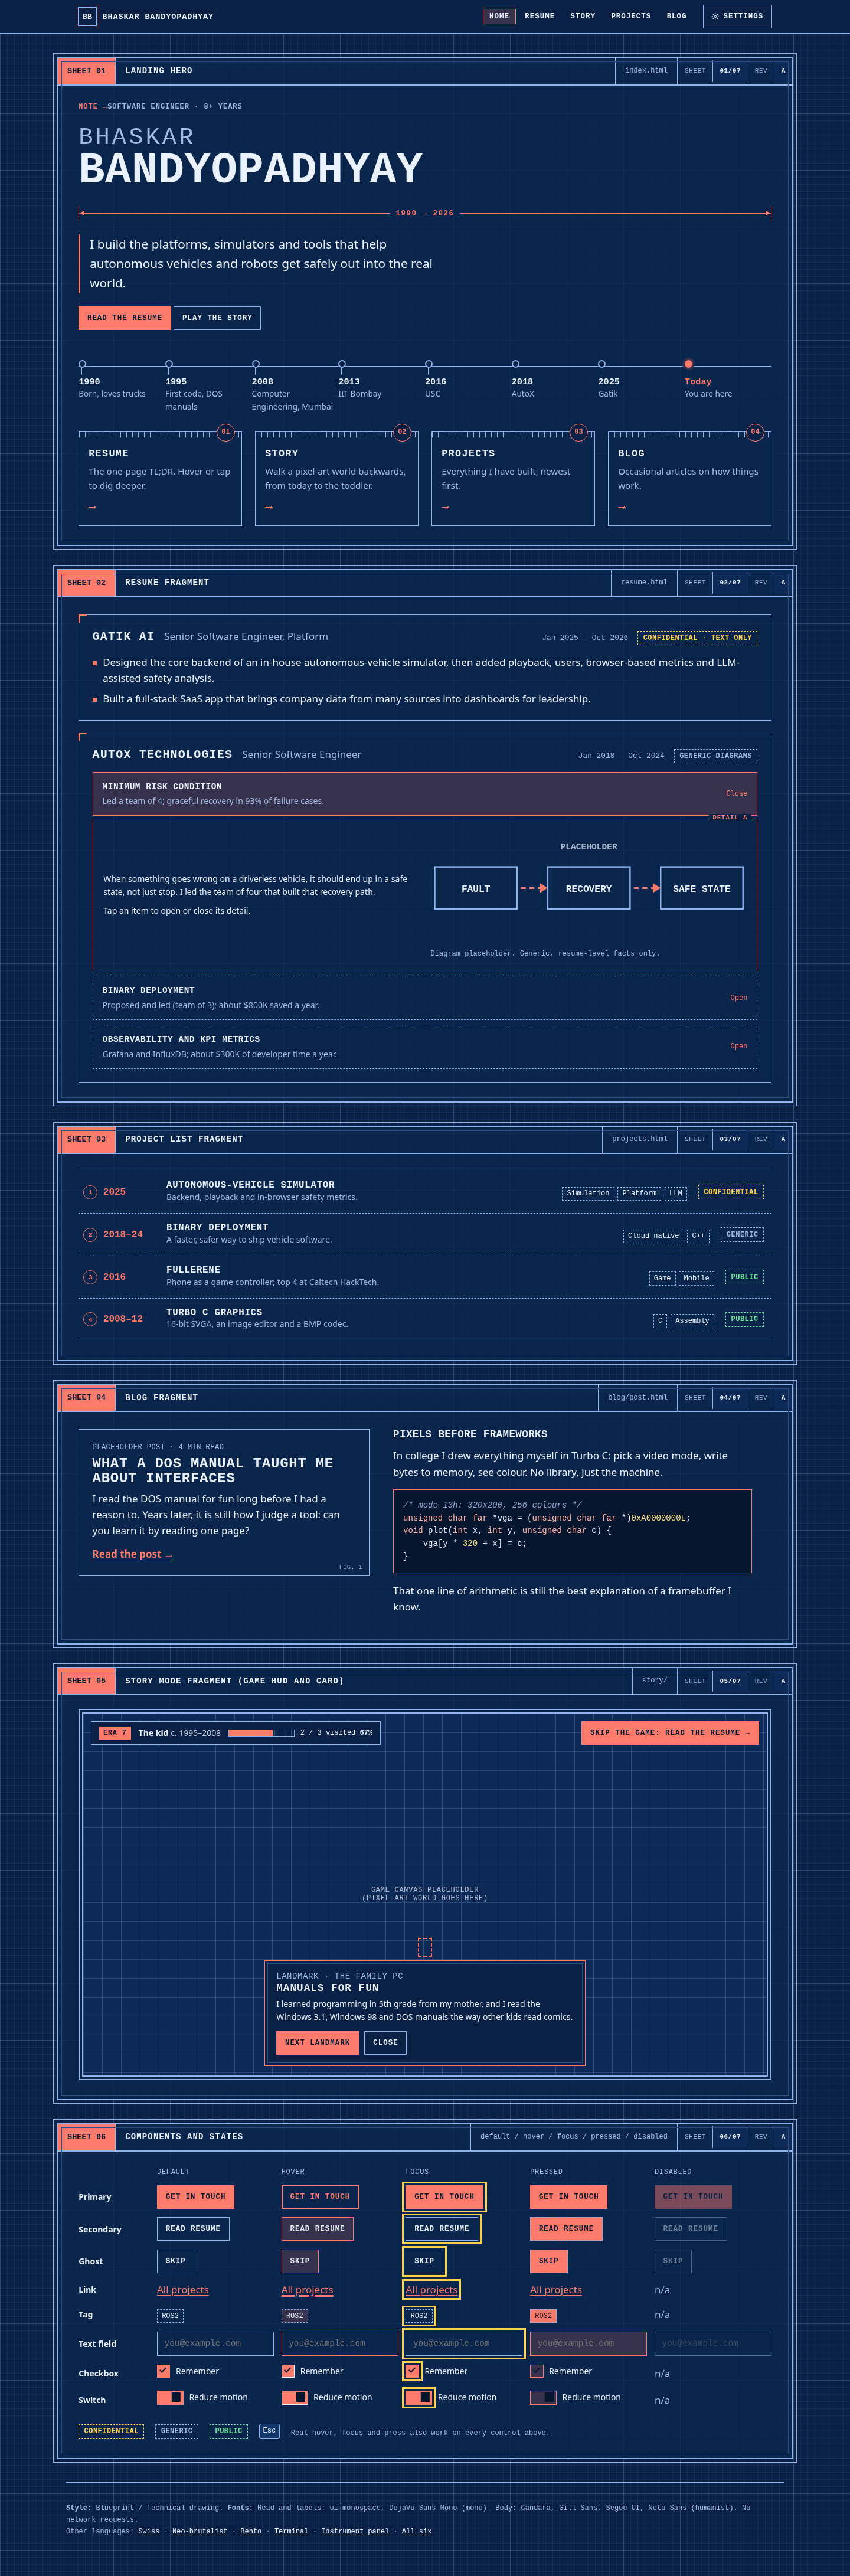 BB BHASKAR BANDYOPADHYAY HOME RESUME STORY PROJECTS BLOG SETTINGS
SHEET 01 LANDING HERO index.html SHEET 01/07 REV A
NOTE →SOFTWARE ENGINEER · 8+ YEARS
BHASKAR
BANDYOPADHYAY
1990 → 2026
I build the platforms, simulators and tools that help
autonomous vehicles and robots get safely out into the real
world.
READ THE RESUME PLAY THE STORY
1990 1995 2008 2013 2016 2018 2025 Today
Born, loves trucks First code, DOS Computer IIT Bombay USC AutoX Gatik You are here
manuals Engineering, Mumbai
01 02 03 04
RESUME STORY PROJECTS BLOG
The one-page TL;DR. Hover or tap Walk a pixel-art world backwards, Everything I have built, newest Occasional articles on how things
to dig deeper. from today to the toddler. first. work.
→ → → →
SHEET 02 RESUME FRAGMENT resume.html SHEET 02/07 REV A
GATIK AI Senior Software Engineer, Platform Jan 2025 – Oct 2026 CONFIDENTIAL · TEXT ONLY
Designed the core backend of an in-house autonomous-vehicle simulator, then added playback, users, browser-based metrics and LLM-
assisted safety analysis.
Built a full-stack SaaS app that brings company data from many sources into dashboards for leadership.
AUTOX TECHNOLOGIES Senior Software Engineer Jan 2018 – Oct 2024 GENERIC DIAGRAMS
MINIMUM RISK CONDITION
Led a team of 4; graceful recovery in 93% of failure cases. Close
DETAIL A
PLACEHOLDER
When something goes wrong on a driverless vehicle, it should end up in a safe
state, not just stop. I led the team of four that built that recovery path.
FAULT RECOVERY SAFE STATE
Tap an item to open or close its detail.
Diagram placeholder. Generic, resume-level facts only.
BINARY DEPLOYMENT
Proposed and led (team of 3); about $800K saved a year. Open
OBSERVABILITY AND KPI METRICS
Grafana and InfluxDB; about $300K of developer time a year. Open
SHEET 03 PROJECT LIST FRAGMENT projects.html SHEET 03/07 REV A
1 2025 AUTONOMOUS-VEHICLE SIMULATOR Simulation Platform LLM CONFIDENTIAL
Backend, playback and in-browser safety metrics.
2 2018–24 BINARY DEPLOYMENT Cloud native C++ GENERIC
A faster, safer way to ship vehicle software.
3 2016 FULLERENE Game Mobile PUBLIC
Phone as a game controller; top 4 at Caltech HackTech.
4 2008–12 TURBO C GRAPHICS C Assembly PUBLIC
16-bit SVGA, an image editor and a BMP codec.
SHEET 04 BLOG FRAGMENT blog/post.html SHEET 04/07 REV A
PLACEHOLDER POST · 4 MIN READ
WHAT A DOS MANUAL TAUGHT ME
ABOUT INTERFACES
I read the DOS manual for fun long before I had a
reason to. Years later, it is still how I judge a tool: can
you learn it by reading one page?
Read the post →
FIG. 1
PIXELS BEFORE FRAMEWORKS
In college I drew everything myself in Turbo C: pick a video mode, write
bytes to memory, see colour. No library, just the machine.
/* mode 13h: 320x200, 256 colours */
unsigned char far *vga = (unsigned char far *)0xA0000000L;
void plot(int x, int y, unsigned char c) {
vga[y * 320 + x] = c;
}
That one line of arithmetic is still the best explanation of a framebuffer I
know.
SHEET 05 STORY MODE FRAGMENT (GAME HUD AND CARD) story/ SHEET 05/07 REV A
ERA 7 The kid c. 1995–2008 2 / 3 visited 67% SKIP THE GAME: READ THE RESUME →
GAME CANVAS PLACEHOLDER
(PIXEL-ART WORLD GOES HERE)
LANDMARK · THE FAMILY PC
MANUALS FOR FUN
I learned programming in 5th grade from my mother, and I read the
Windows 3.1, Windows 98 and DOS manuals the way other kids read comics.
NEXT LANDMARK CLOSE
SHEET 06 COMPONENTS AND STATES default / hover / focus / pressed / disabled SHEET 06/07 REV A
DEFAULT HOVER FOCUS PRESSED DISABLED
Primary GET IN TOUCH GET IN TOUCH GET IN TOUCH GET IN TOUCH GET IN TOUCH
Secondary READ RESUME READ RESUME READ RESUME READ RESUME READ RESUME
Ghost SKIP SKIP SKIP SKIP SKIP
Link All projects All projects All projects All projects n/a
Tag ROS2 ROS2 ROS2 ROS2 n/a
Text field you@example.com you@example.com you@example.com you@example.com you@example.com
Checkbox Remember Remember Remember Remember n/a
Switch Reduce motion Reduce motion Reduce motion Reduce motion n/a
CONFIDENTIAL GENERIC PUBLIC Esc Real hover, focus and press also work on every control above.
Style: Blueprint / Technical drawing. Fonts: Head and labels: ui-monospace, DejaVu Sans Mono (mono). Body: Candara, Gill Sans, Segoe UI, Noto Sans (humanist). No
network requests.
Other languages: Swiss · Neo-brutalist · Bento · Terminal · Instrument panel · All six